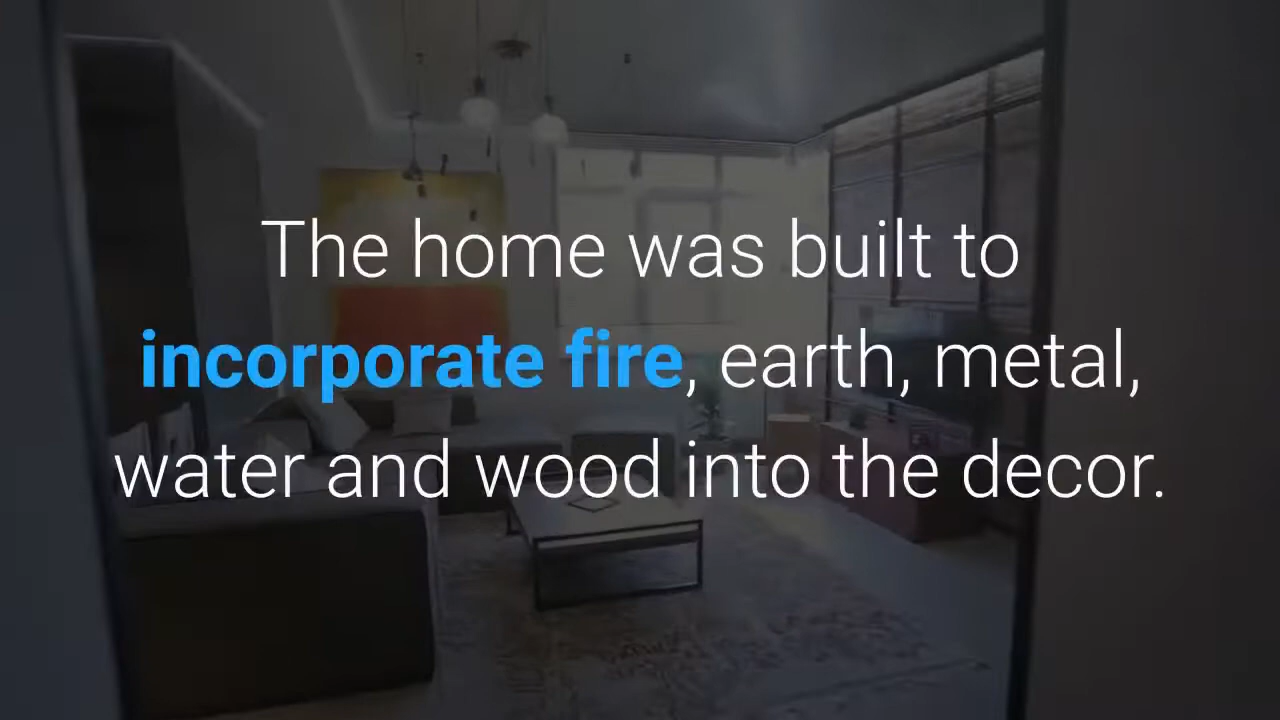 The home was built to
incorporate fire, earth, metal,
water and wood into the decor.